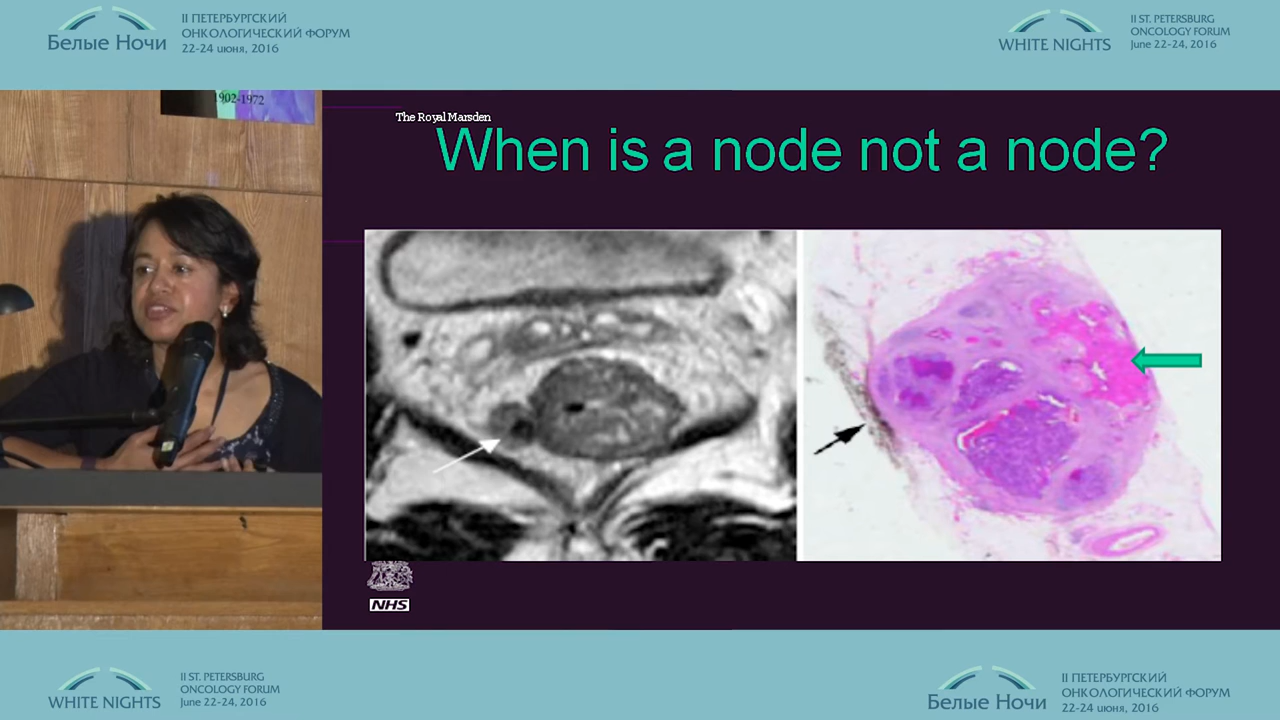 Белые Ночи
II ПЕТЕРБУРГСКИЙ
ОНКОЛОГИЧЕСКИЙ ФОРУМ
22-24 июня, 2016
WHITE NIGHTS
II ST. PETERSBURG
ONCOLOGY FORUM
June 22-24, 2016
1902-1972
The Royal Marsden
When is a node not a node?
NHS
WHITE NIGHTS
II ST. PETERSBURG
ONCOLOGY FORUM
June 22-24, 2016
Белые Ночи
II ПЕТЕРБУРГСКИЙ
ОНКОЛОГИЧЕСКИЙ ФОРУМ
22-24 июня, 2016